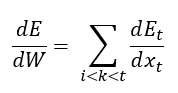 dE/dW = ∑_{i<k<t} dE_t/dx_t